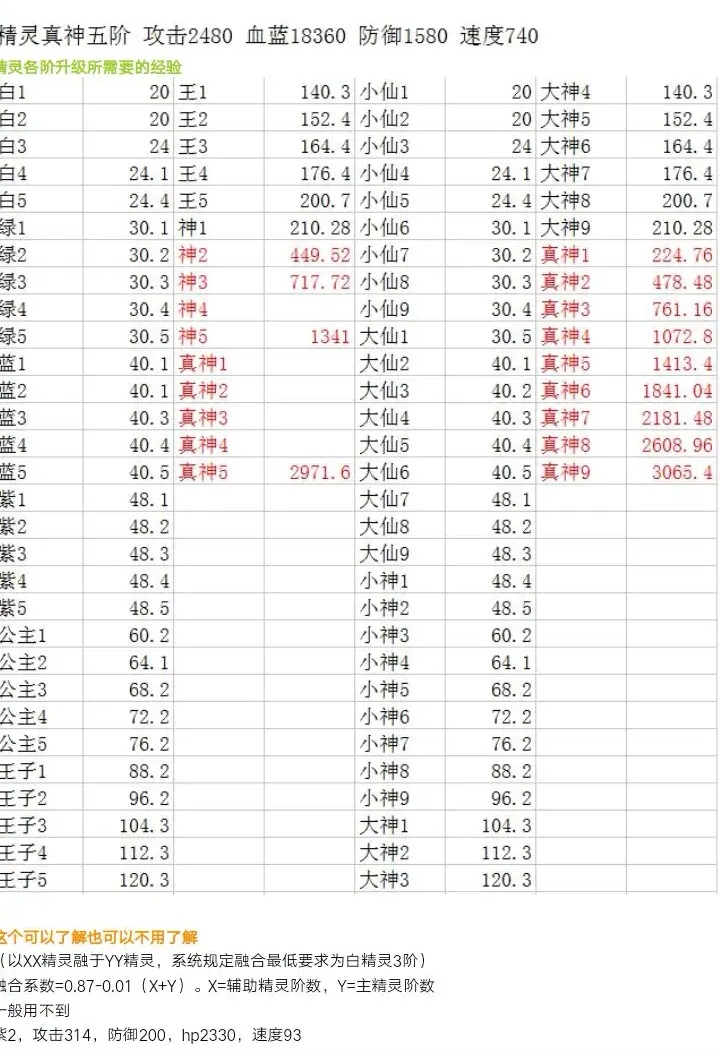 精灵真神五阶 攻击2480 血蓝18360 防御1580 速度740
精灵各阶升级所需要的经验
白1 20 王1 140.3 小仙1 20 大神4 140.3
白2 20 王2 152.4 小仙2 20 大神5 152.4
白3 24 王3 164.4 小仙3 24 大神6 164.4
白4 24.1 王4 176.4 小仙4 24.1 大神7 176.4
白5 24.4 王5 200.7 小仙5 24.4 大神8 200.7
绿1 30.1 神1 210.28 小仙6 30.1 大神9 210.28
绿2 30.2 神2 449.52 小仙7 30.2 真神1 224.76
绿3 30.3 神3 717.72 小仙8 30.3 真神2 478.48
绿4 30.4 神4 小仙9 30.4 真神3 761.16
绿5 30.5 神5 1341 大仙1 30.5 真神4 1072.8
蓝1 40.1 真神1 大仙2 40.1 真神5 1413.4
蓝2 40.1 真神2 大仙3 40.2 真神6 1841.04
蓝3 40.3 真神3 大仙4 40.3 真神7 2181.48
蓝4 40.4 真神4 大仙5 40.4 真神8 2608.96
蓝5 40.5 真神5 2971.6 大仙6 40.5 真神9 3065.4
紫1 48.1 大仙7 48.1
紫2 48.2 大仙8 48.2
紫3 48.3 大仙9 48.3
紫4 48.4 小神1 48.4
紫5 48.5 小神2 48.5
公主1 60.2 小神3 60.2
公主2 64.1 小神4 64.1
公主3 68.2 小神5 68.2
公主4 72.2 小神6 72.2
公主5 76.2 小神7 76.2
王子1 88.2 小神8 88.2
王子2 96.2 小神9 96.2
王子3 104.3 大神1 104.3
王子4 112.3 大神2 112.3
王子5 120.3 大神3 120.3
这个可以了解也可以不用了解
（以XX精灵融于YY精灵，系统规定融合最低要求为白精灵3阶）
融合系数=0.87-0.01（X+Y）。X=辅助精灵阶数，Y=主精灵阶数
一般用不到
紫2，攻击314，防御200，hp2330，速度93